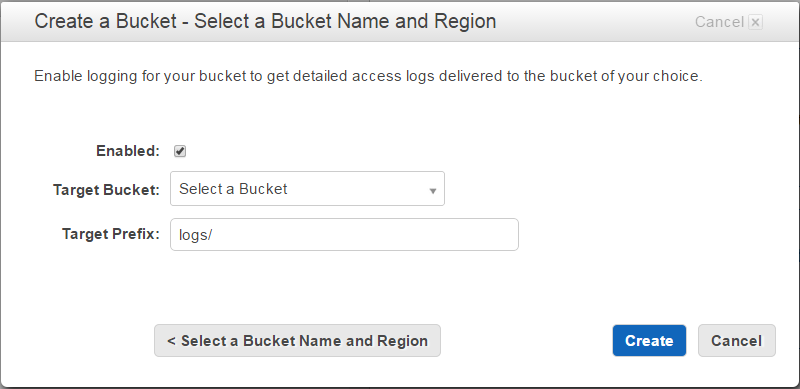 Create a Bucket - Select a Bucket Name and Region
Cancel x
Enable logging for your bucket to get detailed access logs delivered to the bucket of your choice.
Enabled:
Target Bucket: Select a Bucket
Target Prefix: logs/
< Select a Bucket Name and Region
Create
Cancel